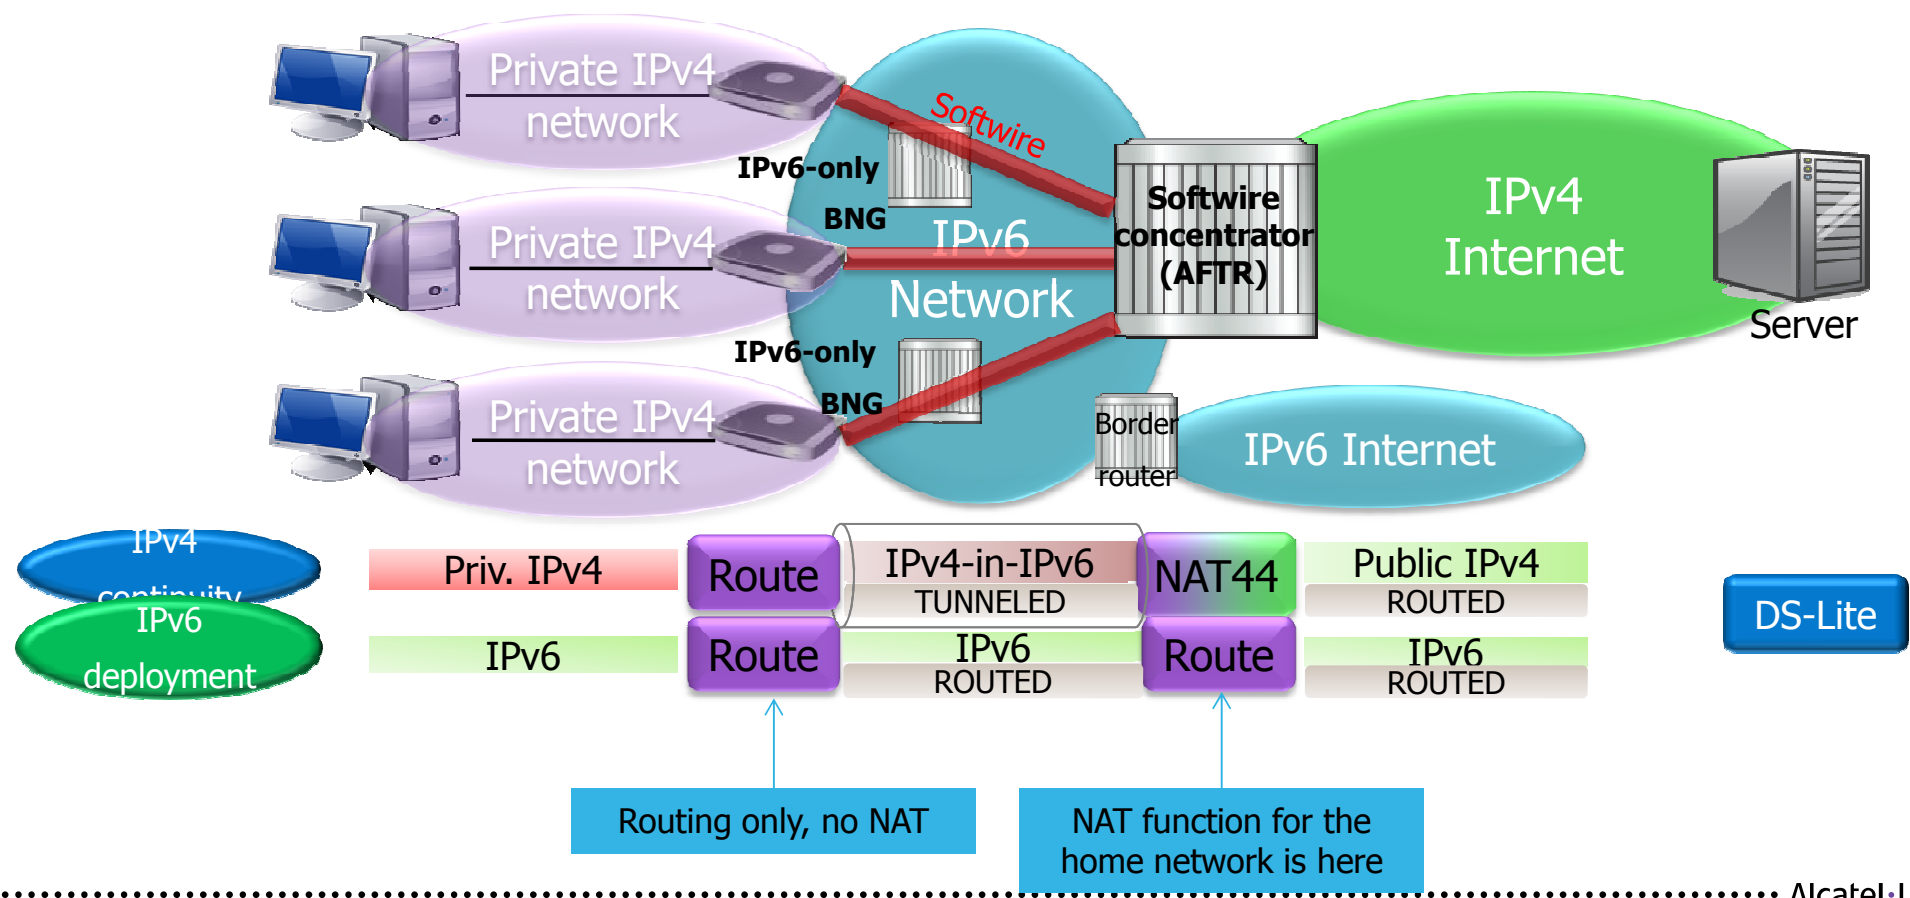 Private IPv4
network
Softwire
IPv6-only
BNG
Private IPv4
network
IPv6
Network
Softwire
concentrator
(AFTR)
IPv4
Internet
Server
IPv6-only
BNG
Private IPv4
network
Border
router
IPv6 Internet
IPv4
continuity
Priv. IPv4
Route
IPv4-in-IPv6
TUNNELED
NAT44
Public IPv4
ROUTED
DS-Lite
IPv6
deployment
IPv6
Route
IPv6
ROUTED
Route
IPv6
ROUTED
Routing only, no NAT
NAT function for the
home network is here